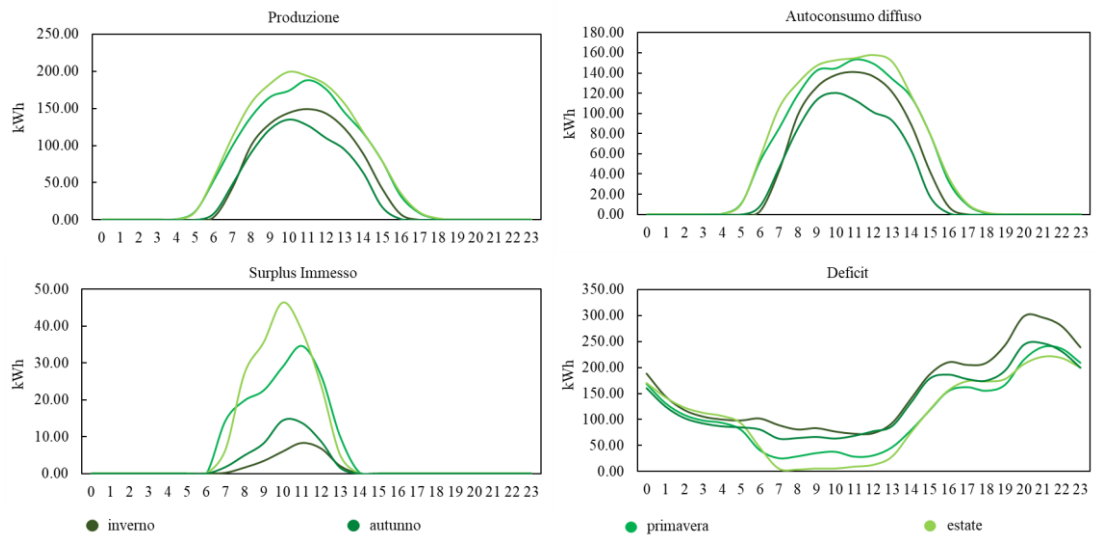 Produzione
250.00
200.00
150.00
100.00
50.00
0.00
kWh
0 1 2 3 4 5 6 7 8 9 10 11 12 13 14 15 16 17 18 19 20 21 22 23
Autoconsumo diffuso
180.00
160.00
140.00
120.00
100.00
80.00
60.00
40.00
20.00
0.00
kWh
0 1 2 3 4 5 6 7 8 9 10 11 12 13 14 15 16 17 18 19 20 21 22 23
Surplus Immesso
50.00
40.00
30.00
20.00
10.00
0.00
kWh
0 1 2 3 4 5 6 7 8 9 10 11 12 13 14 15 16 17 18 19 20 21 22 23
Deficit
350.00
300.00
250.00
200.00
150.00
100.00
50.00
0.00
kWh
0 1 2 3 4 5 6 7 8 9 10 11 12 13 14 15 16 17 18 19 20 21 22 23
inverno autunno primavera estate